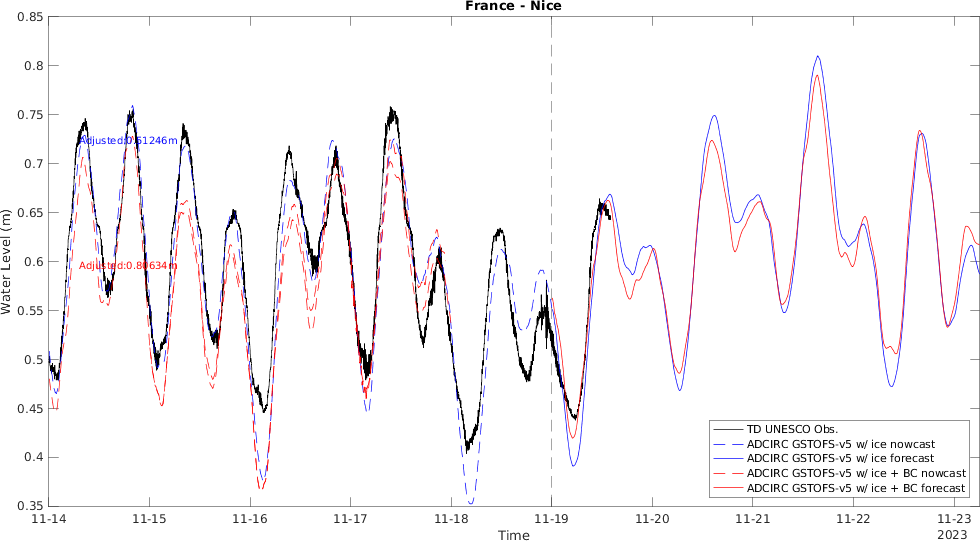 France - Nice
0.85
0.8
0.75
0.7
0.65
0.6
0.55
0.5
0.45
0.4
0.35
Water Level (m)
Adjusted:0.61246m
Adjusted:0.80634m
TD UNESCO Obs.
ADCIRC GSTOFS-v5 w/ ice nowcast
ADCIRC GSTOFS-v5 w/ ice forecast
ADCIRC GSTOFS-v5 w/ ice + BC nowcast
ADCIRC GSTOFS-v5 w/ ice + BC forecast
11-14 11-15 11-16 11-17 11-18 11-19 11-20 11-21 11-22 11-23
Time
2023